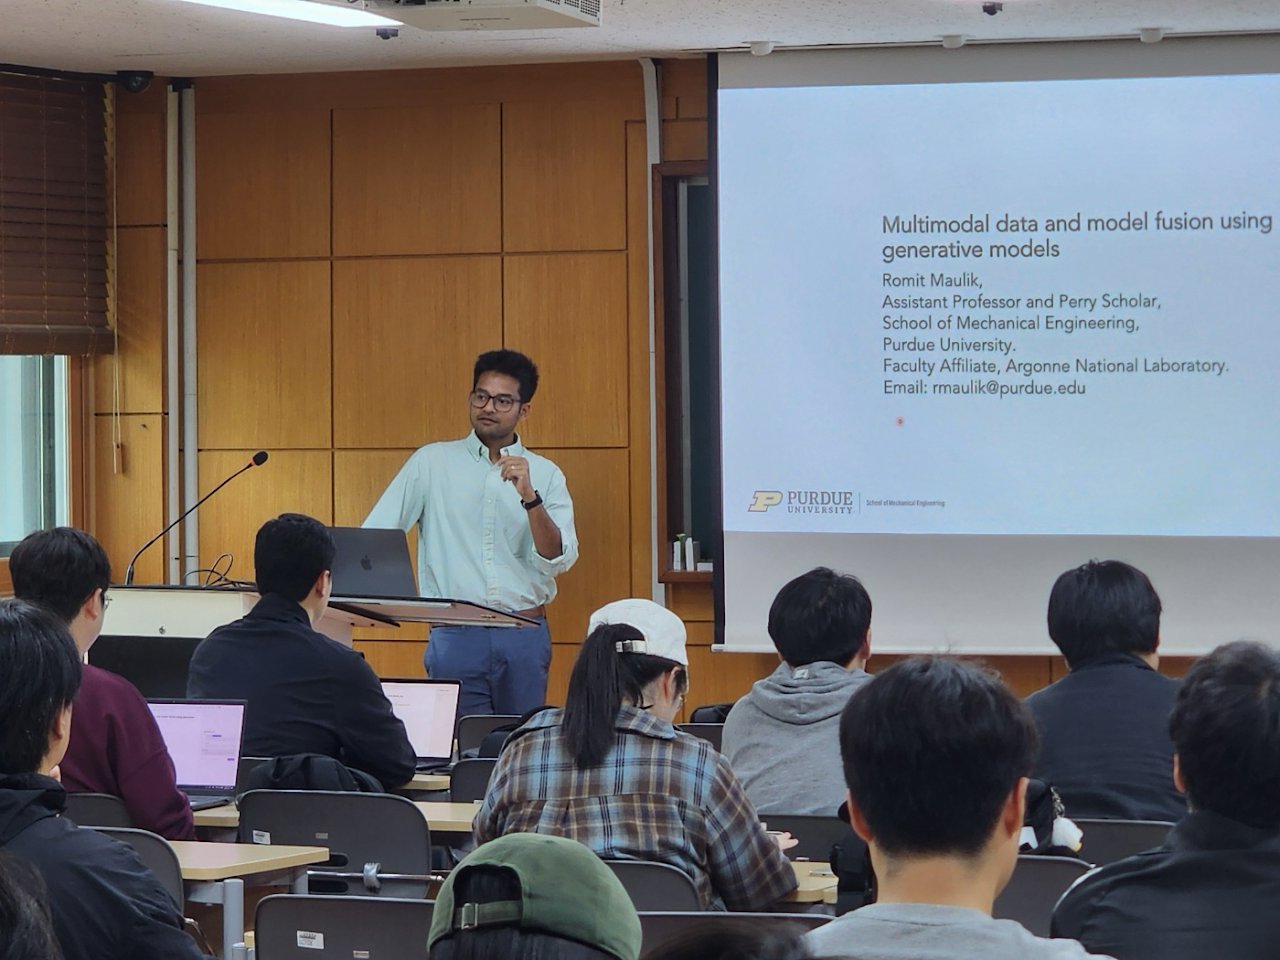 Multimodal data and model fusion using
generative models
Romit Maulik,
Assistant Professor and Perry Scholar,
School of Mechanical Engineering,
Purdue University.
Faculty Affiliate, Argonne National Laboratory.
Email: rmaulik@purdue.edu
PURDUE
UNIVERSITY
School of Mechanical Engineering